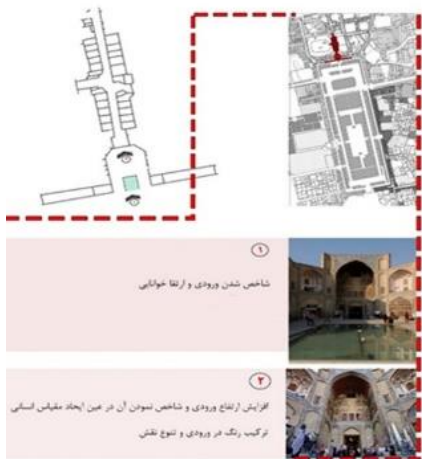 ۱
شاخص شدن ورودی و ارتقا خوانایی
۲
افزایش ارتفاع ورودی و شاخص نمودن آن در عین ایجاد مقیاس انسانی
ترکیب رنگ در ورودی و تنوع نقش